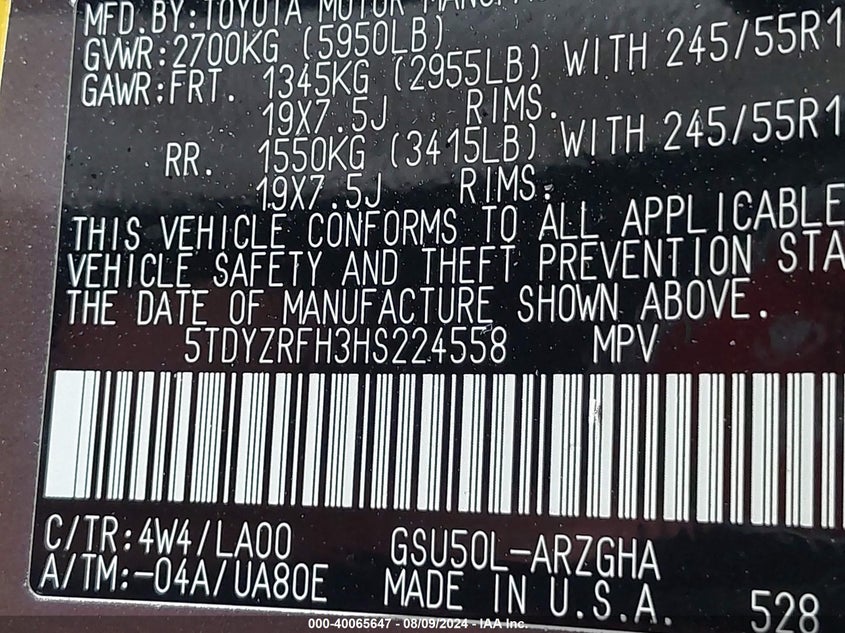 MFD.BY:TOYOTA MOTOR
GVWR:2700KG (5950LB)
GAWR:FRT. 1345KG (2955LB) WITH 245/55R1
19X7.5J RIMS.
RR. 1550KG (3415LB) WITH 245/55R1
19X7.5J RIMS.
THIS VEHICLE CONFORMS TO ALL APPLICABLE
VEHICLE SAFETY AND THEFT PREVENTION STA
THE DATE OF MANUFACTURE SHOWN ABOVE.
5TDYZRFH3HS224558 MPV
C/TR:4W4/LA00 GSU50L-ARZGHA
A/TM:-04A/UA80E MADE IN U.S.A. 528
000-40065647 - 08/09/2024 - IAA Inc.